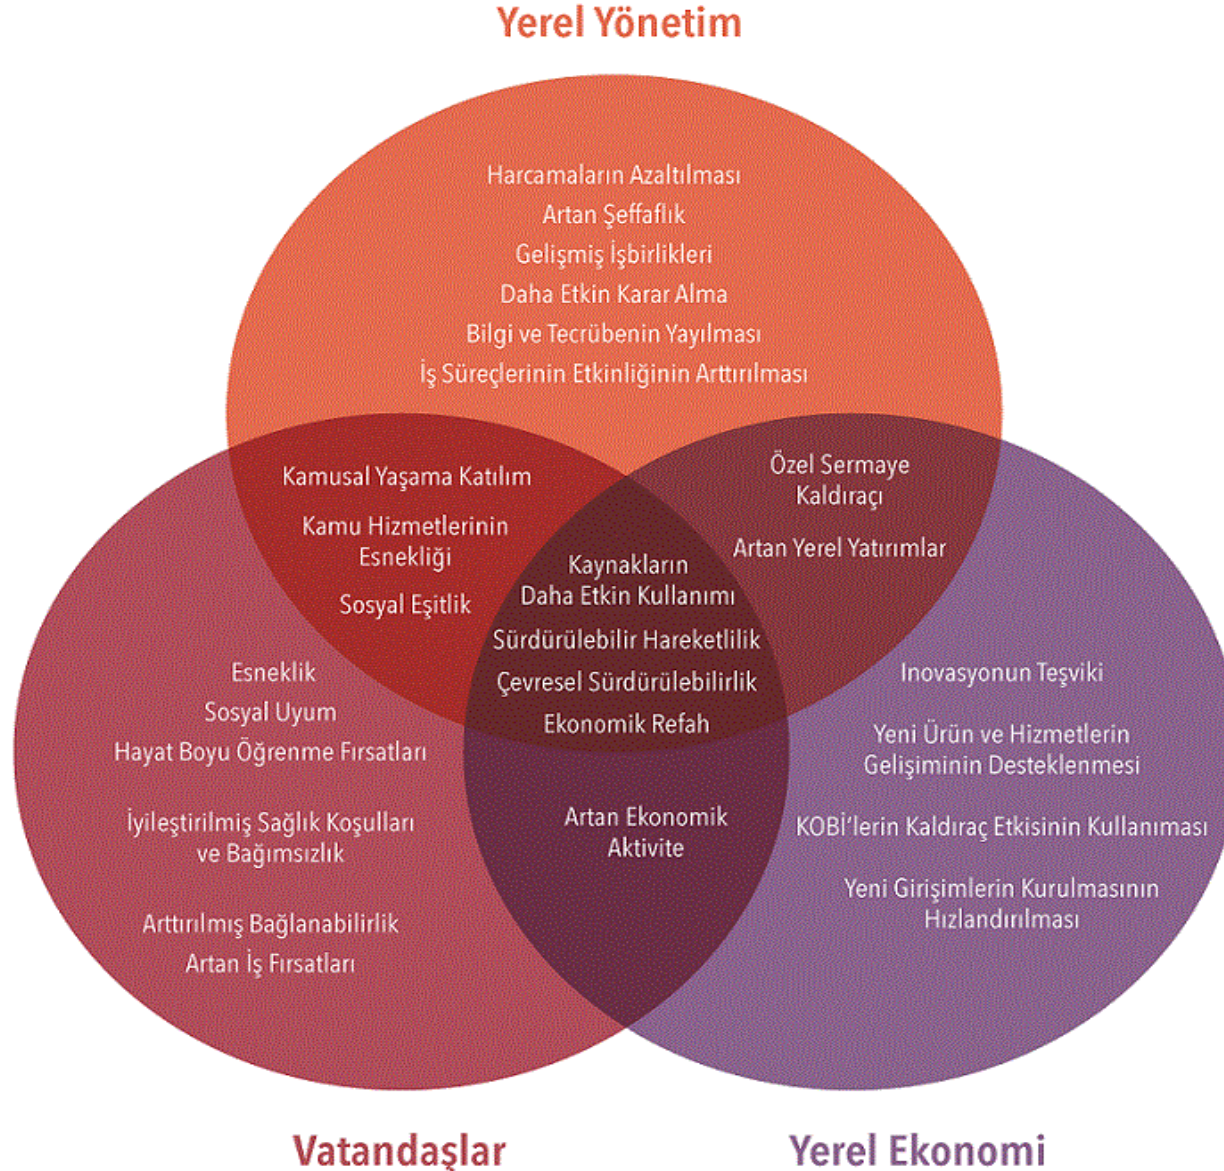 Yerel Yönetim
Harcamaların Azaltılması
Artan Şeffaflık
Gelişmiş İşbirlikleri
Daha Etkin Karar Alma
Bilgi ve Tecrübenin Yayılması
İş Süreçlerinin Etkinliğinin Arttırılması
Kamusal Yaşama Katılım
Kamu Hizmetlerinin
Esnekliği
Sosyal Eşitlik
Özel Sermaye
Kaldıraçı
Artan Yerel Yatırımlar
Kaynakların
Daha Etkin Kullanımı
Sürdürülebilir Hareketlilik
Çevresel Sürdürülebilirlik
Ekonomik Refah
Esneklik
Sosyal Uyum
Hayat Boyu Öğrenme Fırsatları
İyileştirilmiş Sağlık Koşulları
ve Bağımsızlık
Arttırılmış Bağlanabilirlik
Artan İş Fırsatları
Artan Ekonomik
Aktivite
Inovasyonun Teşviki
Yeni Ürün ve Hizmetlerin
Gelişiminin Desteklenmesi
KOBİ'lerin Kaldıraç Etkisinin Kullanıması
Yeni Girişimlerin Kurulmasının
Hızlandırılması
Vatandaşlar
Yerel Ekonomi